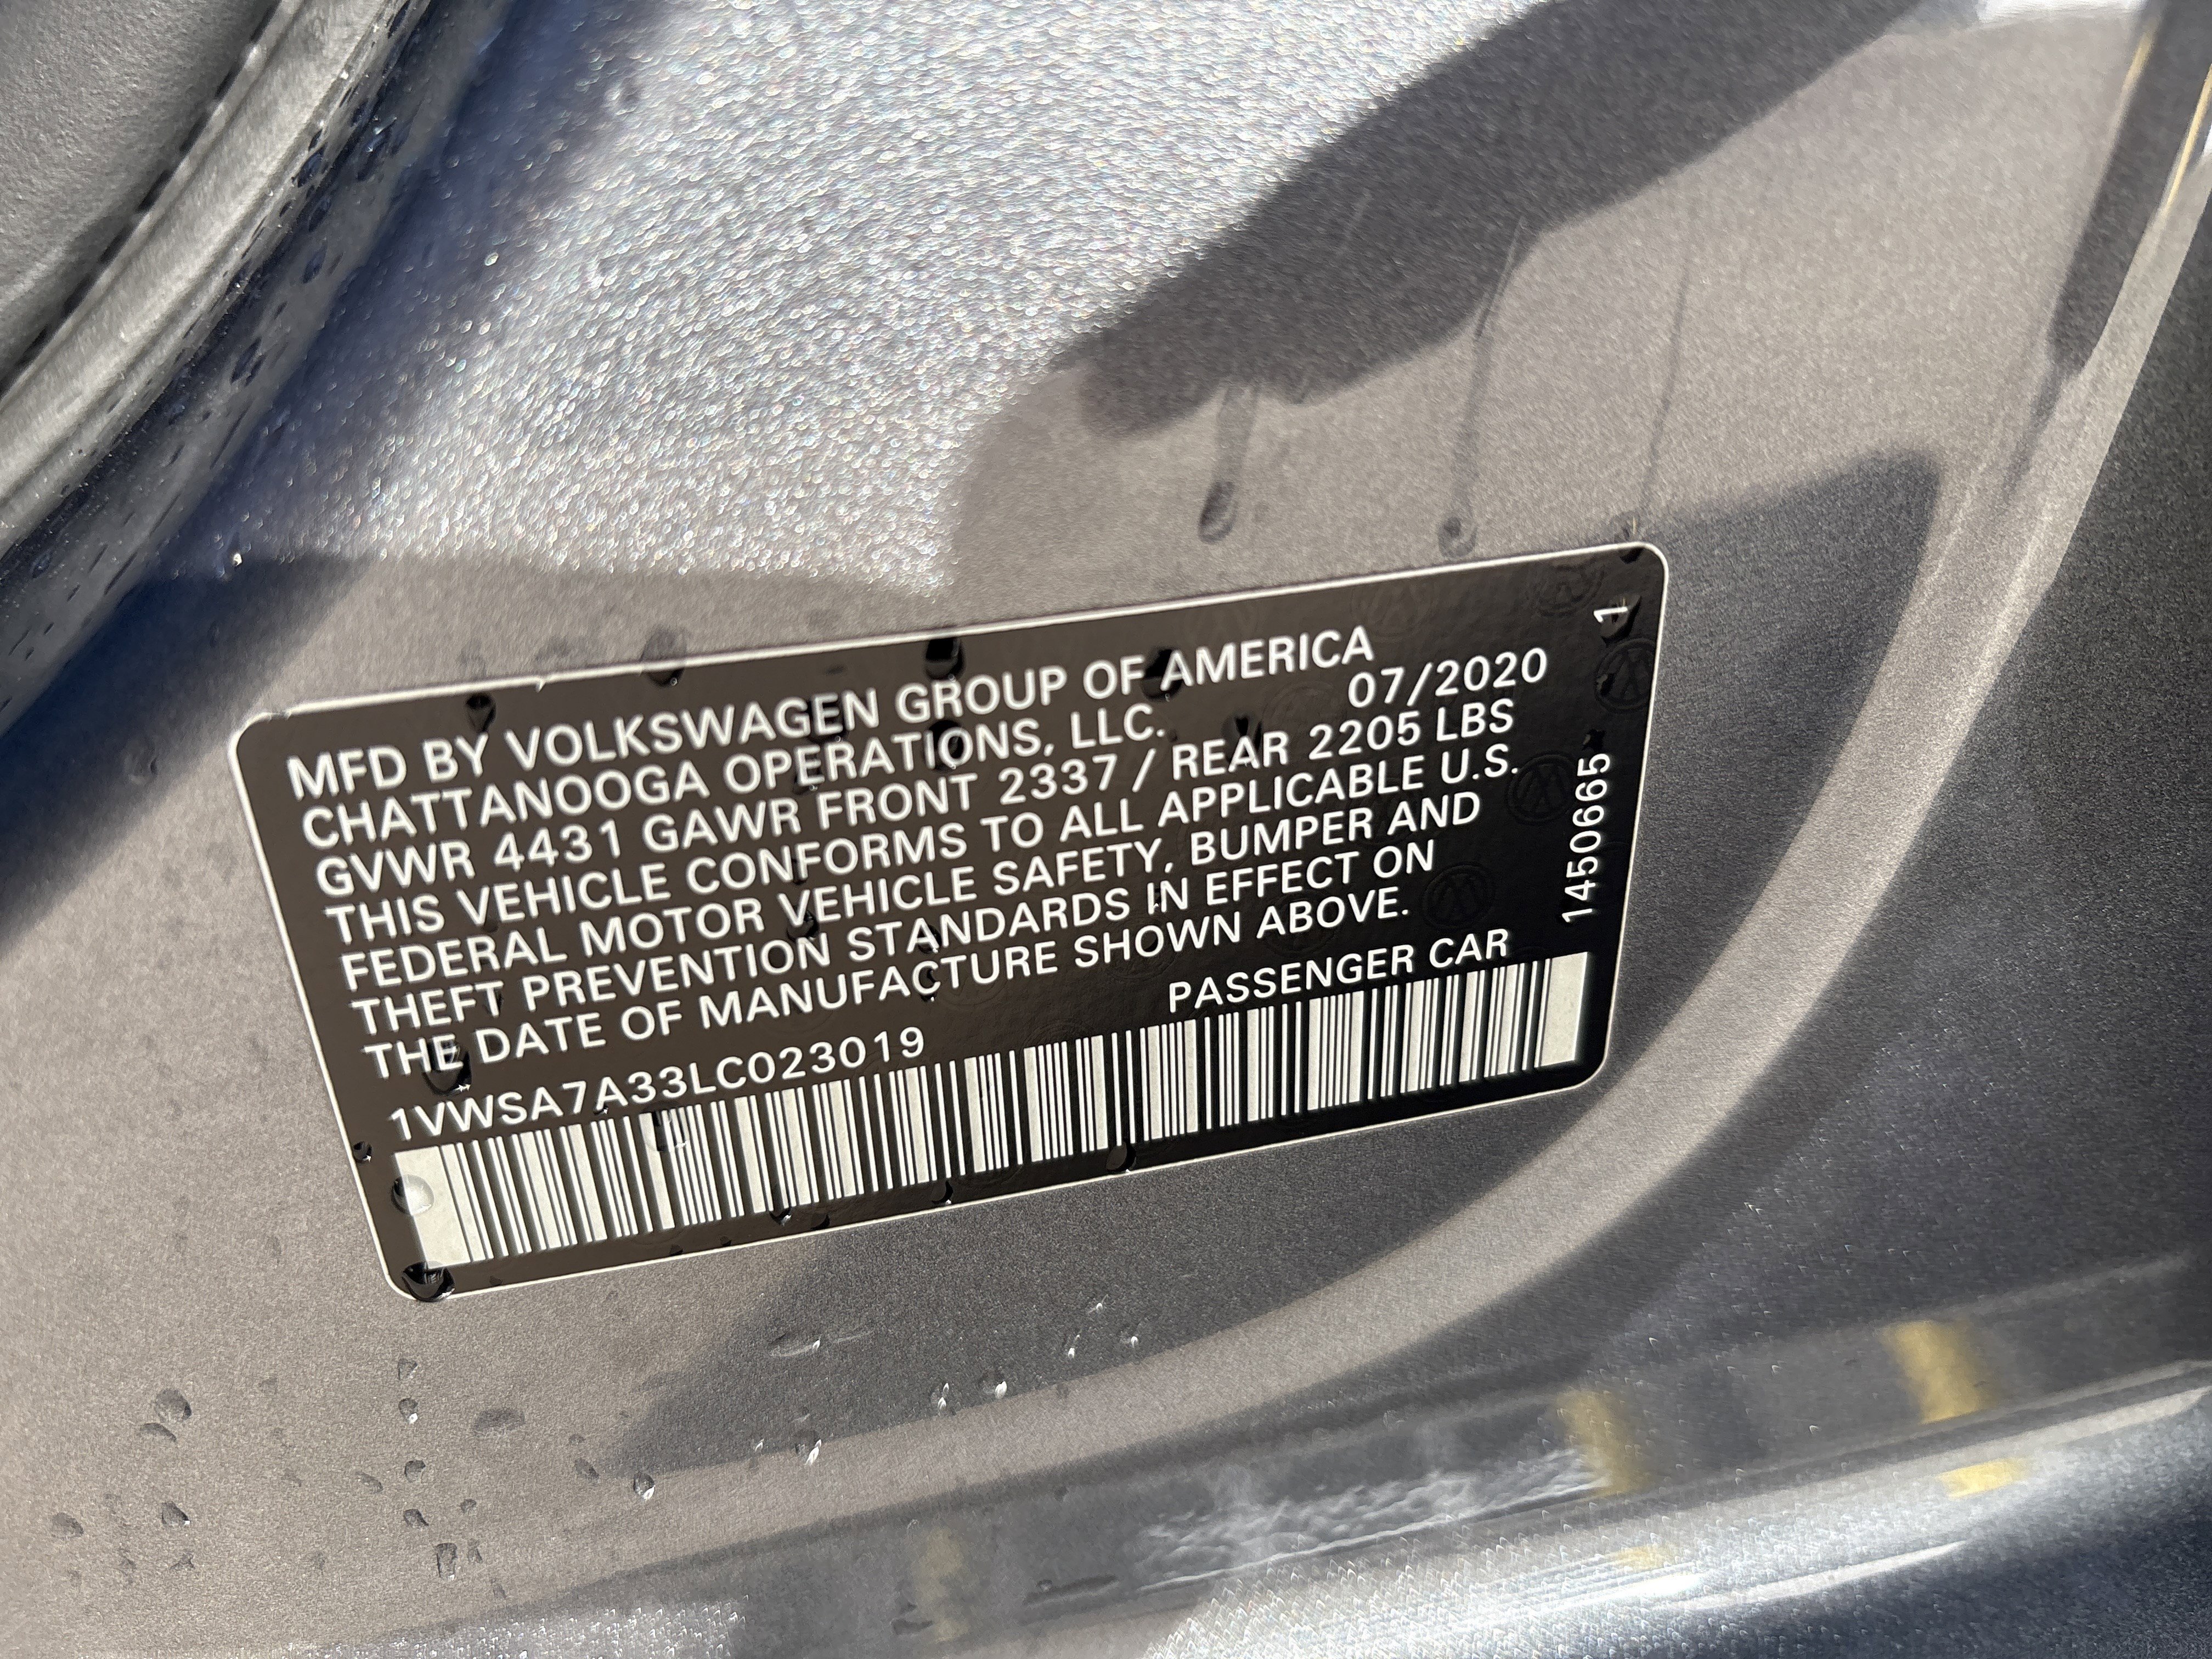 MFD BY VOLKSWAGEN GROUP OF AMERICA
CHATTANOOGA OPERATIONS, LLC. 07/2020
GVWR 4431 GAWR FRONT 2337 / REAR 2205 LBS
THIS VEHICLE CONFORMS TO ALL APPLICABLE U.S.
FEDERAL MOTOR VEHICLE SAFETY, BUMPER AND
THEFT PREVENTION STANDARDS IN EFFECT ON
THE DATE OF MANUFACTURE SHOWN ABOVE.
PASSENGER CAR
1VWSA7A33LC023019
1450665
1